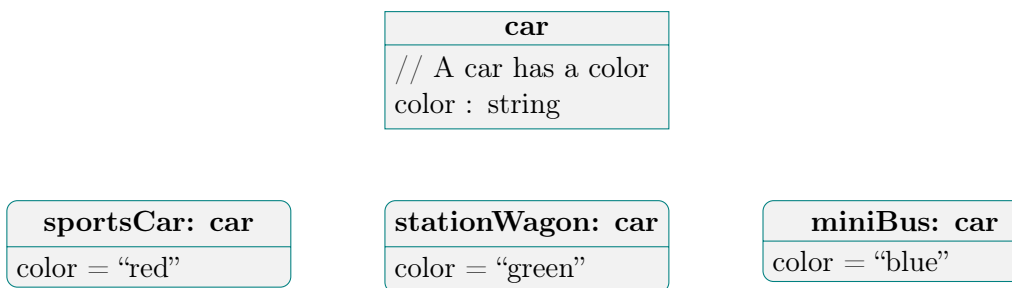 car
// A car has a color
color : string
sportsCar: car
color = “red”
stationWagon: car
color = “green”
miniBus: car
color = “blue”